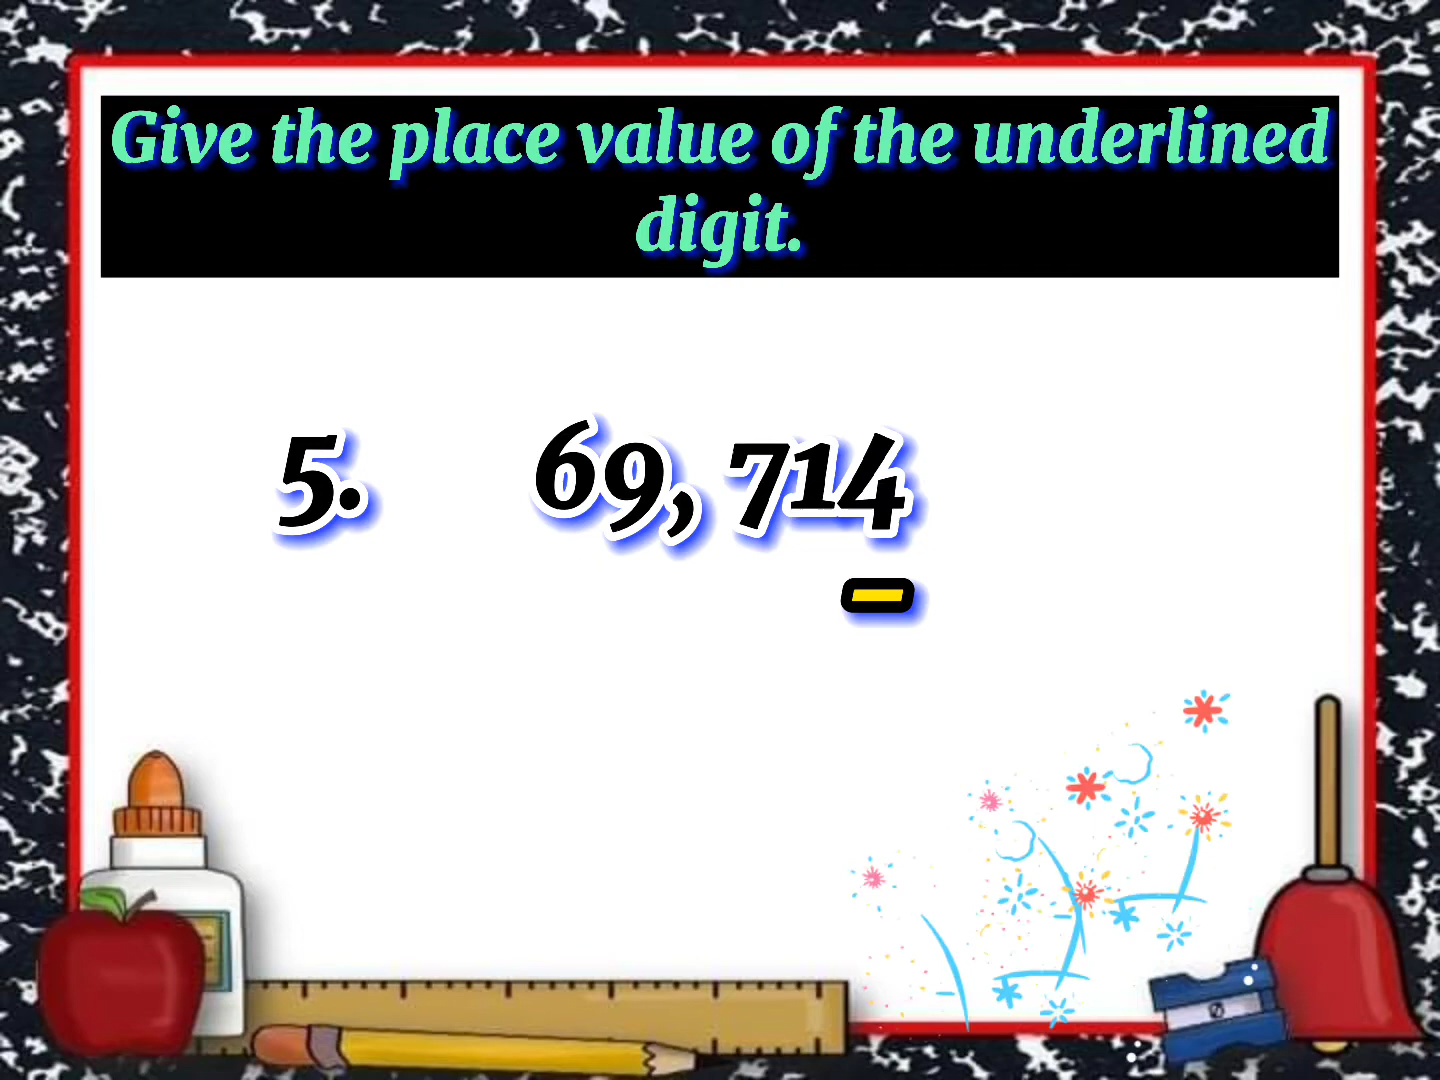 Give the place value of the underlined
digit.
5. 69, 714